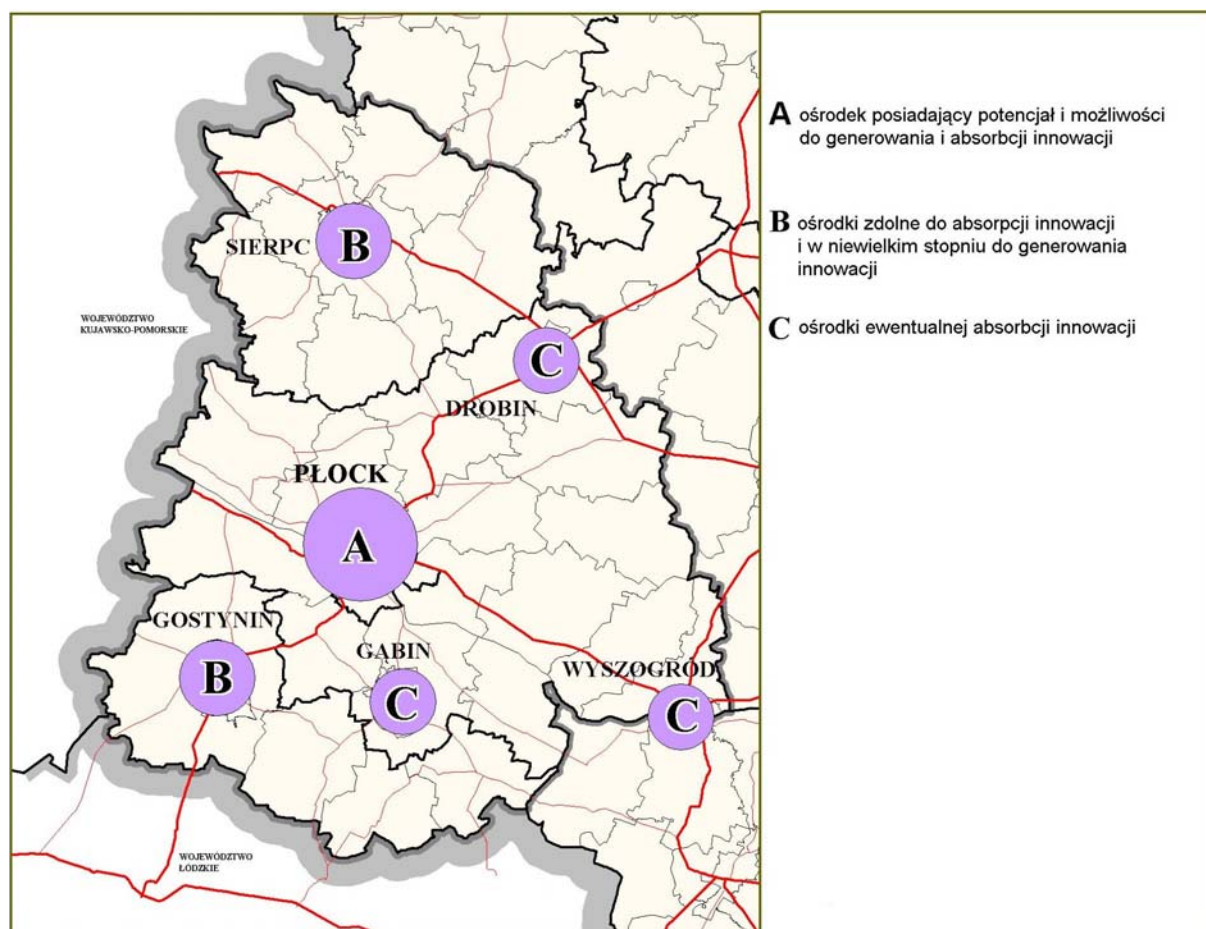 SIERPC
B
WOJEWÓDZTWO
KUJAWSKO-POMORSKIE
C
DROBIN
PŁOCK
A
GOSTYNIN
B
GĄBIN
C
WYSZOGRÓD
C
WOJEWÓDZTWO
ŁÓDZKIE
A ośrodek posiadający potencjał i możliwości
do generowania i absorbcji innowacji
B ośrodki zdolne do absorpcji innowacji
i w niewielkim stopniu do generowania
innowacji
C ośrodki ewentualnej absorbcji innowacji